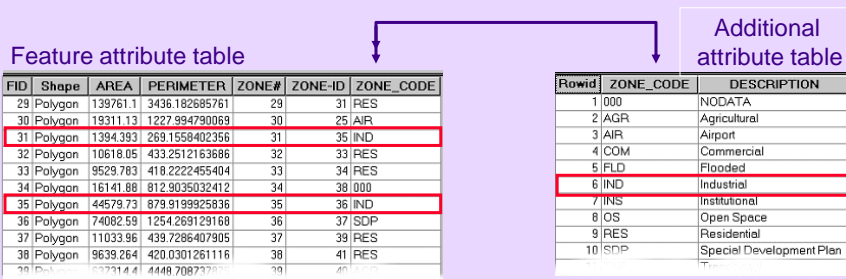 Additional
attribute table
Feature attribute table
FID Shape AREA PERIMETER ZONE# ZONE-ID ZONE_CODE
29 Polygon 139761.1 3436.182685761 29 31 RES
30 Polygon 19311.13 1227.994790069 30 25 AIR
31 Polygon 1394.393 269.1558402356 31 35 IND
32 Polygon 10618.05 433.2512163686 32 33 RES
33 Polygon 9529.783 418.2222455404 33 34 RES
34 Polygon 16141.88 812.9035032412 34 38 000
35 Polygon 44579.73 879.9199925836 35 36 IND
36 Polygon 74082.59 1254.269129168 36 37 SDP
37 Polygon 11033.96 439.7286407905 37 39 RES
38 Polygon 9639.264 420.0301261116 38 41 RES
39 Polygon 637314.4 39 40
Rowid ZONE_CODE DESCRIPTION
1 000 NODATA
2 AGR Agricultural
3 AIR Airport
4 COM Commercial
5 FLD Flooded
6 IND Industrial
7 INS Institutional
8 OS Open Space
9 RES Residential
10 SDP Special Development Plan